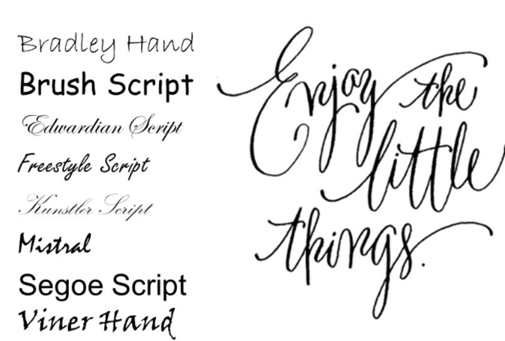 Bradley Hand
Brush Script
Edwardian Script
Freestyle Script
Kunstler Script
Mistral
Segoe Script
Viner Hand
Enjoy the
little
things.